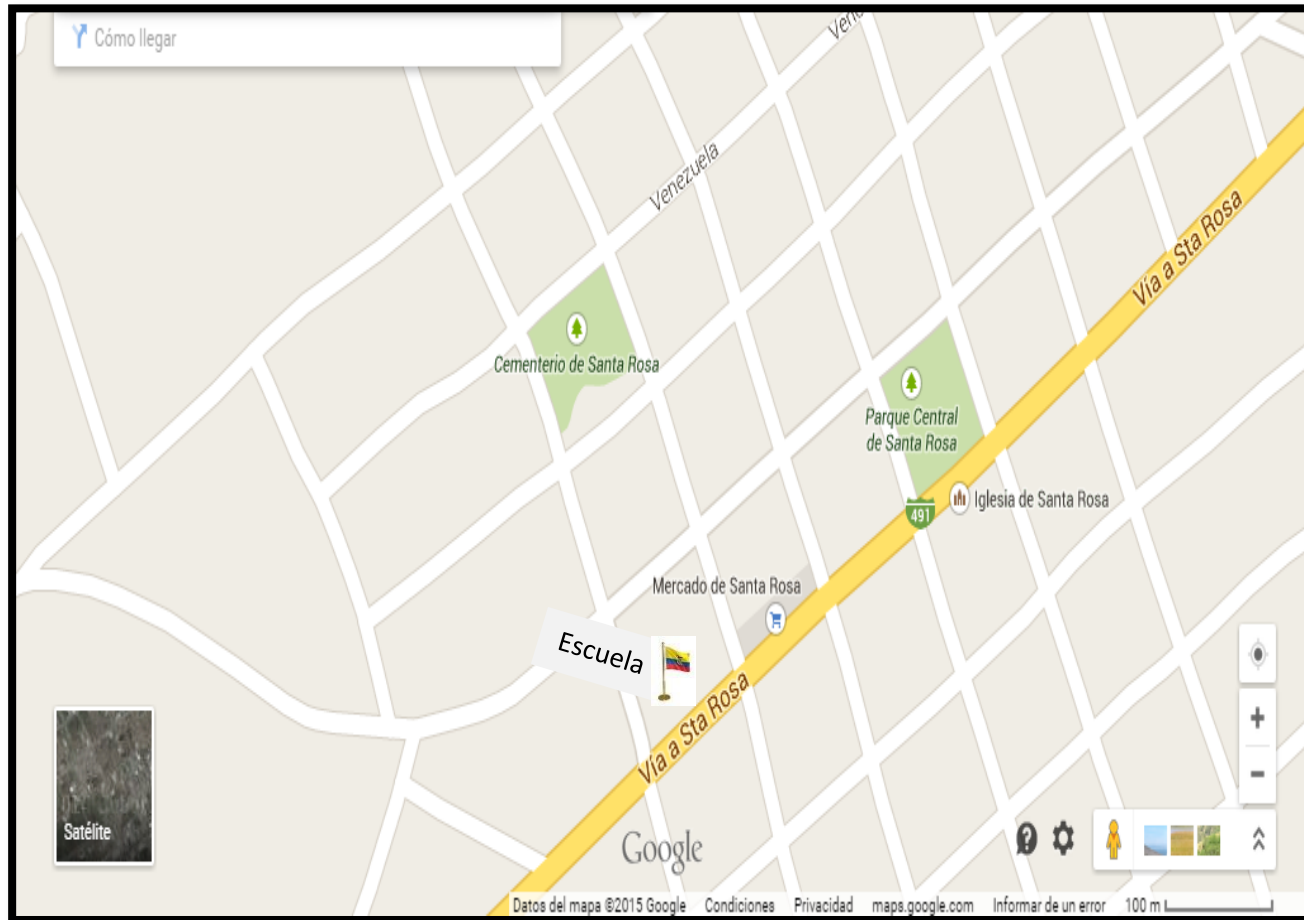 Cómo llegar
Vene
Venezuela
Vía a Sta Rosa
Cementerio de Santa Rosa
Parque Central
de Santa Rosa
491
Iglesia de Santa Rosa
Mercado de Santa Rosa
Escuela
Vía a Sta Rosa
Satélite
Google
Datos del mapa ©2015 Google Condiciones Privacidad maps.google.com Informar de un error 100 m